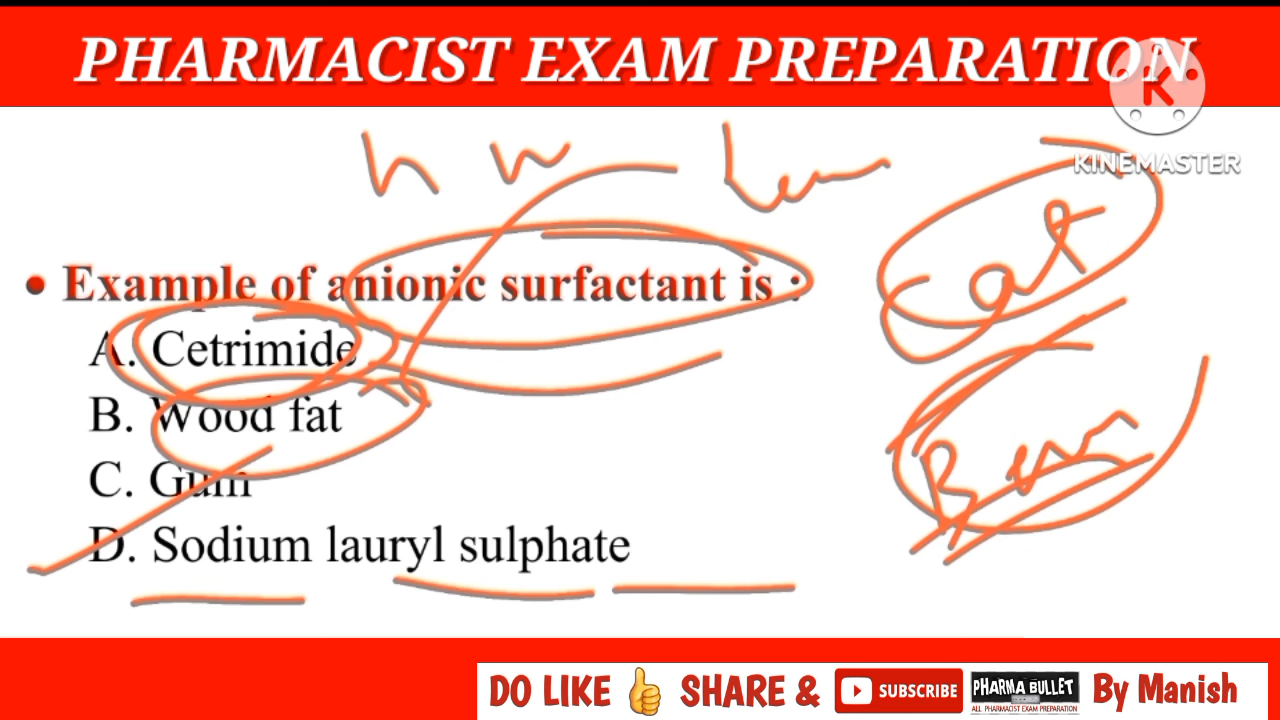 PHARMACIST EXAM PREPARATION
KINEMASTER
Cat
• Example of anionic surfactant is :
A. Cetrimide
B. Wood fat
C. Gum
D. Sodium lauryl sulphate
DO LIKE 👍 SHARE & SUBSCRIBE PHARMA BULLET By Manish
ALL PHARMACIST EXAM PREPARATION